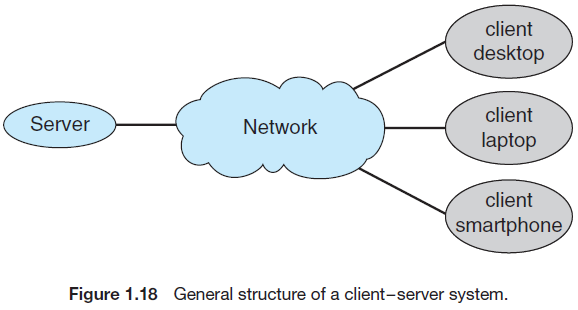 Server
Network
client
desktop
client
laptop
client
smartphone
Figure 1.18 General structure of a client–server system.